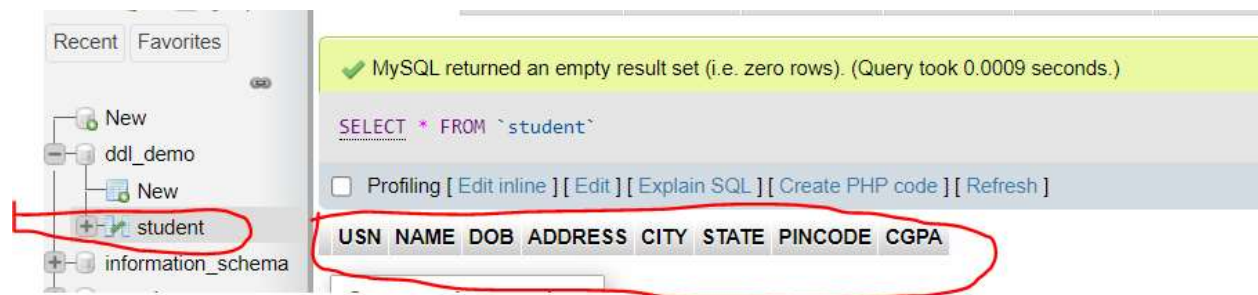 Recent Favorites
New
ddl_demo
New
student
information_schema
MySQL returned an empty result set (i.e. zero rows). (Query took 0.0009 seconds.)
SELECT * FROM `student`
Profiling [ Edit inline ] [ Edit ] [ Explain SQL ] [ Create PHP code ] [ Refresh ]
USN NAME DOB ADDRESS CITY STATE PINCODE CGPA